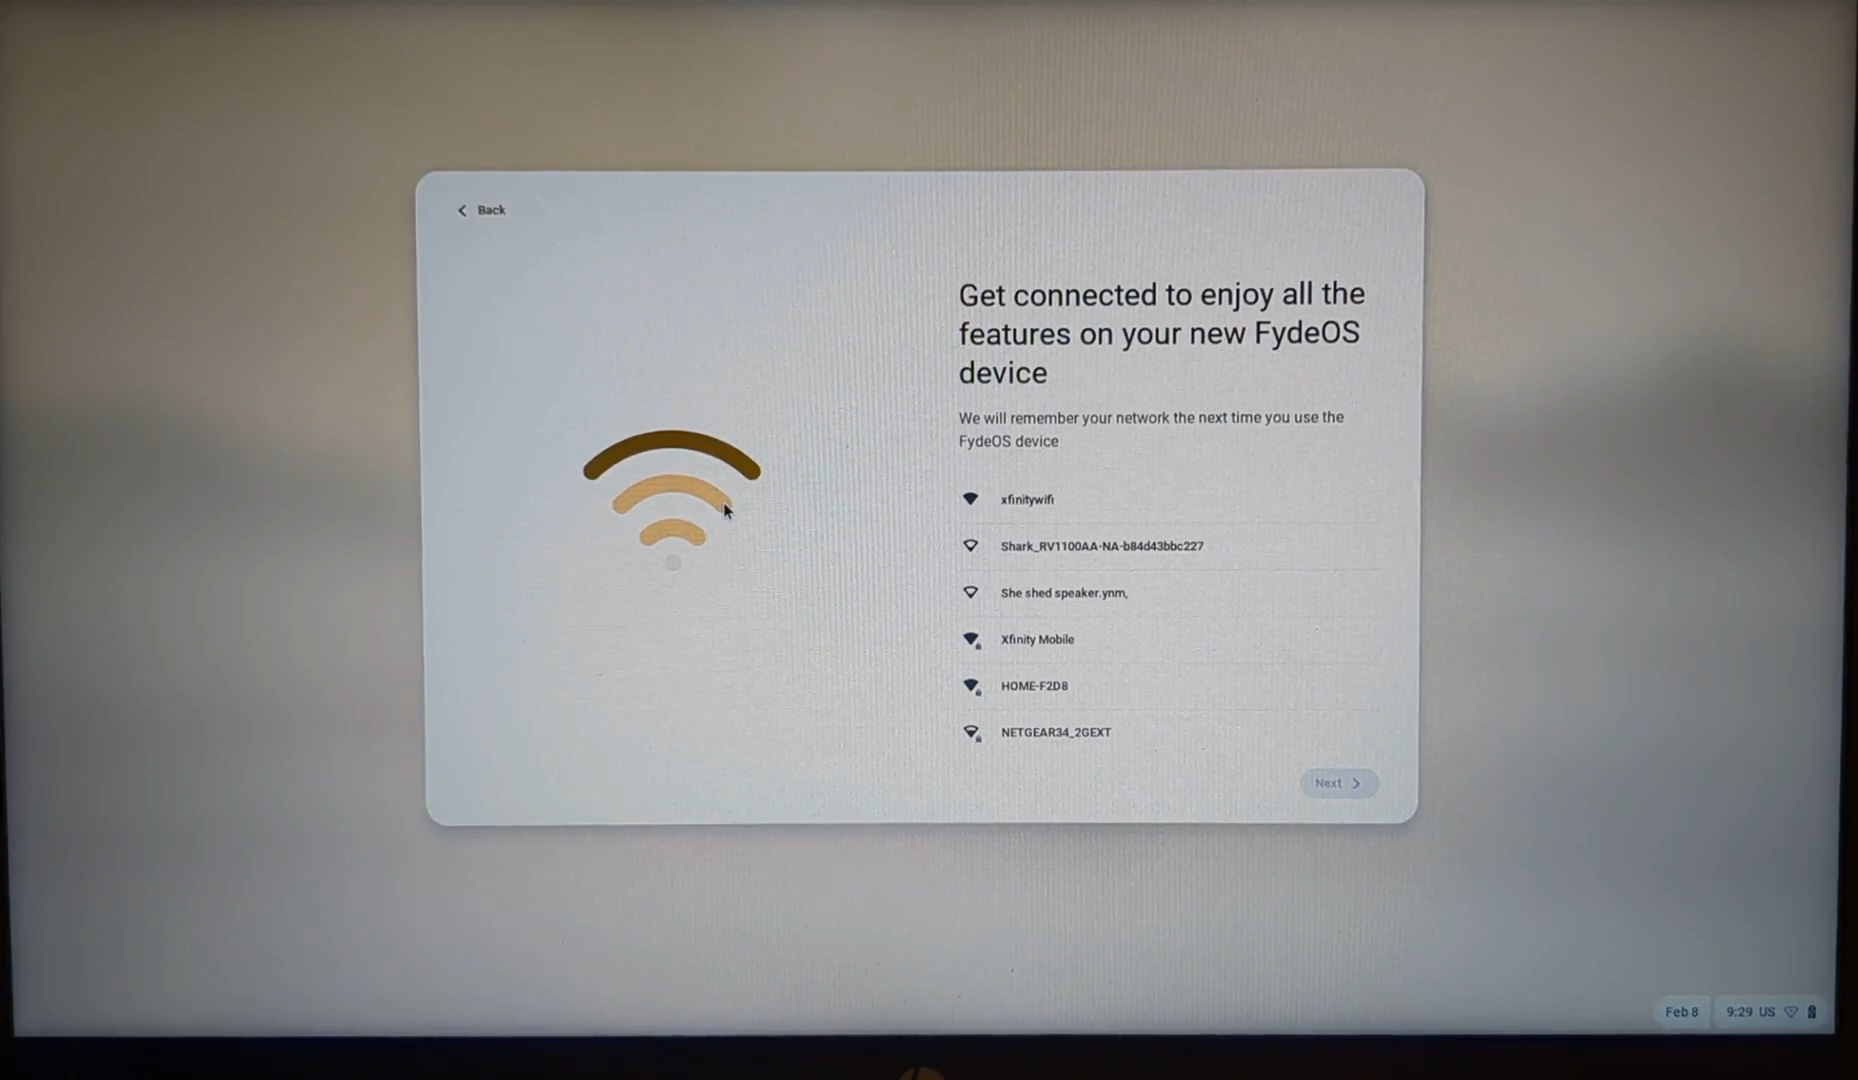 Back
Get connected to enjoy all the
features on your new FydeOS
device
We will remember your network the next time you use the
FydeOS device
xfinitywifi
Shark_RV1100AA-NA-b84d43bbc227
She shed speaker.ynm,
Xfinity Mobile
HOME-F2D8
NETGEAR34_2GEXT
Next
Feb 8
9:29 US